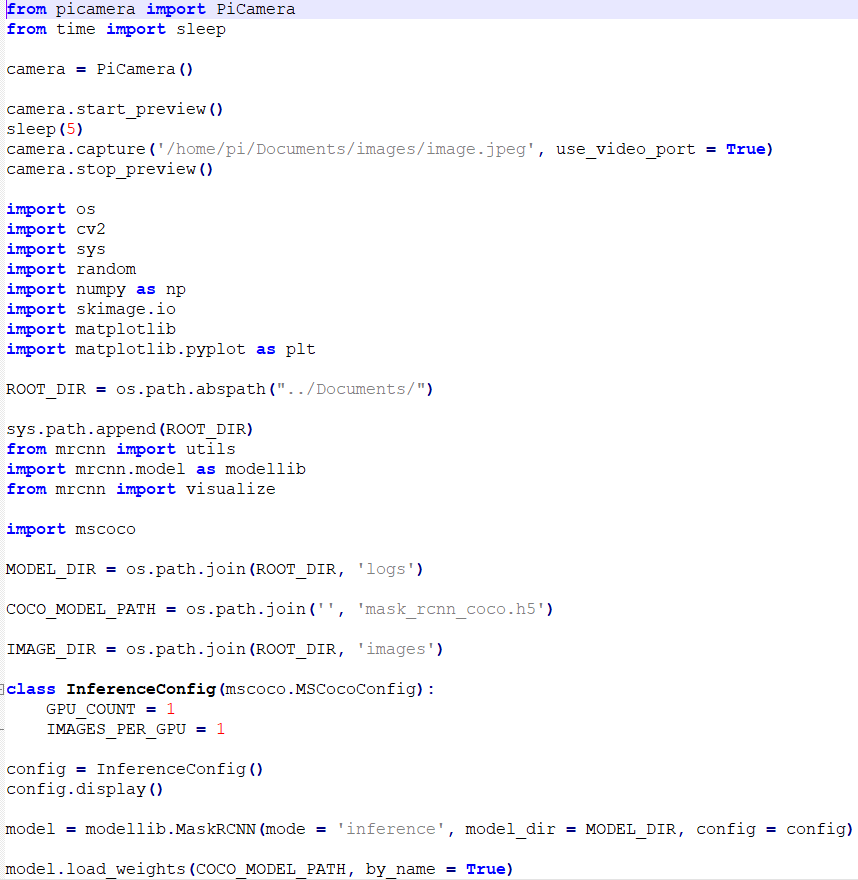 from picamera import PiCamera
from time import sleep

camera = PiCamera()

camera.start_preview()
sleep(5)
camera.capture('/home/pi/Documents/images/image.jpeg', use_video_port = True)
camera.stop_preview()

import os
import cv2
import sys
import random
import numpy as np
import skimage.io
import matplotlib
import matplotlib.pyplot as plt

ROOT_DIR = os.path.abspath("../Documents/")

sys.path.append(ROOT_DIR)
from mrcnn import utils
import mrcnn.model as modellib
from mrcnn import visualize

import mscoco

MODEL_DIR = os.path.join(ROOT_DIR, 'logs')

COCO_MODEL_PATH = os.path.join('', 'mask_rcnn_coco.h5')

IMAGE_DIR = os.path.join(ROOT_DIR, 'images')

class InferenceConfig(mscoco.MSCocoConfig):
    GPU_COUNT = 1
    IMAGES_PER_GPU = 1

config = InferenceConfig()
config.display()

model = modellib.MaskRCNN(mode = 'inference', model_dir = MODEL_DIR, config = config)

model.load_weights(COCO_MODEL_PATH, by_name = True)